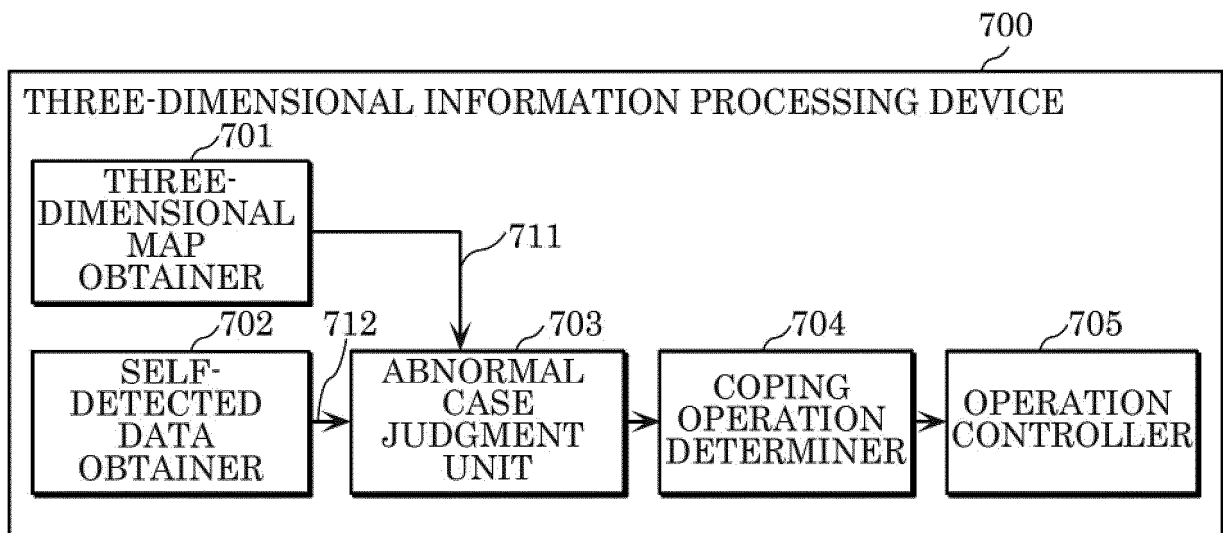 700
THREE-DIMENSIONAL INFORMATION PROCESSING DEVICE
701
THREE-
DIMENSIONAL
MAP
OBTAINER
711
702
SELF-
DETECTED
DATA
OBTAINER
712
703
ABNORMAL
CASE
JUDGMENT
UNIT
704
COPING
OPERATION
DETERMINER
705
OPERATION
CONTROLLER